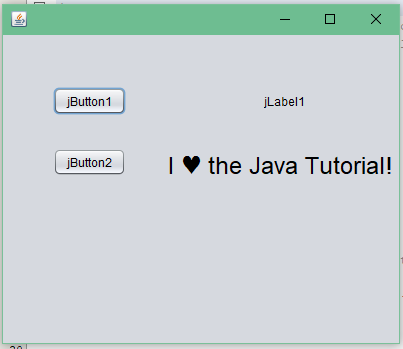 jButton1
jLabel1
jButton2
I ♥ the Java Tutorial!